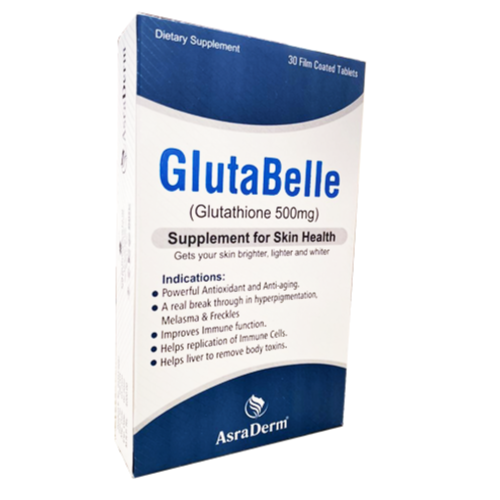 Dietary Supplement
30 Film Coated Tablets
GlutaBelle
(Glutathione 500mg)
Supplement for Skin Health
Gets your skin brighter, lighter and whiter
Indications:
● Powerful Antioxidant and Anti-aging.
● A real break through in hyperpigmentation,
Melasma & Freckles
● Improves Immune function.
● Helps replication of Immune Cells.
● Helps liver to remove body toxins.
AsraDerm®
AsraDerm